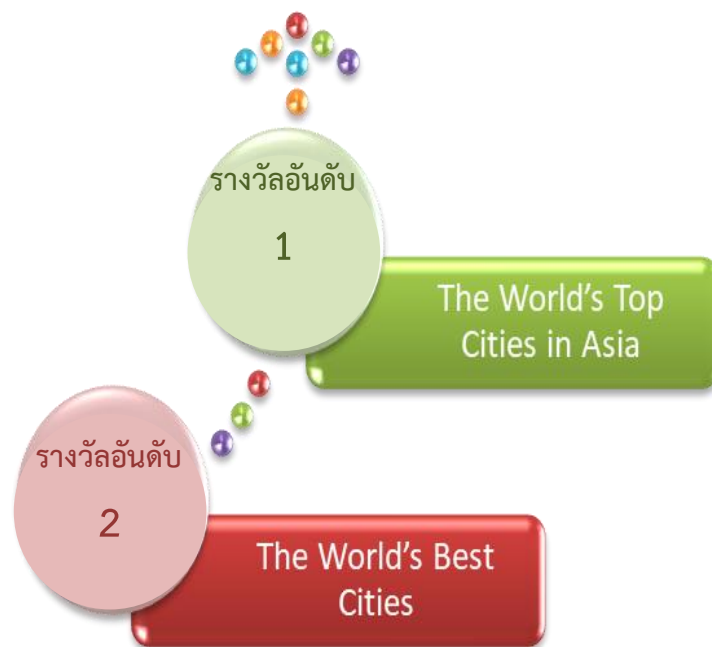 รางวัลอันดับ
1
The World's Top
Cities in Asia
รางวัลอันดับ
2
The World's Best
Cities